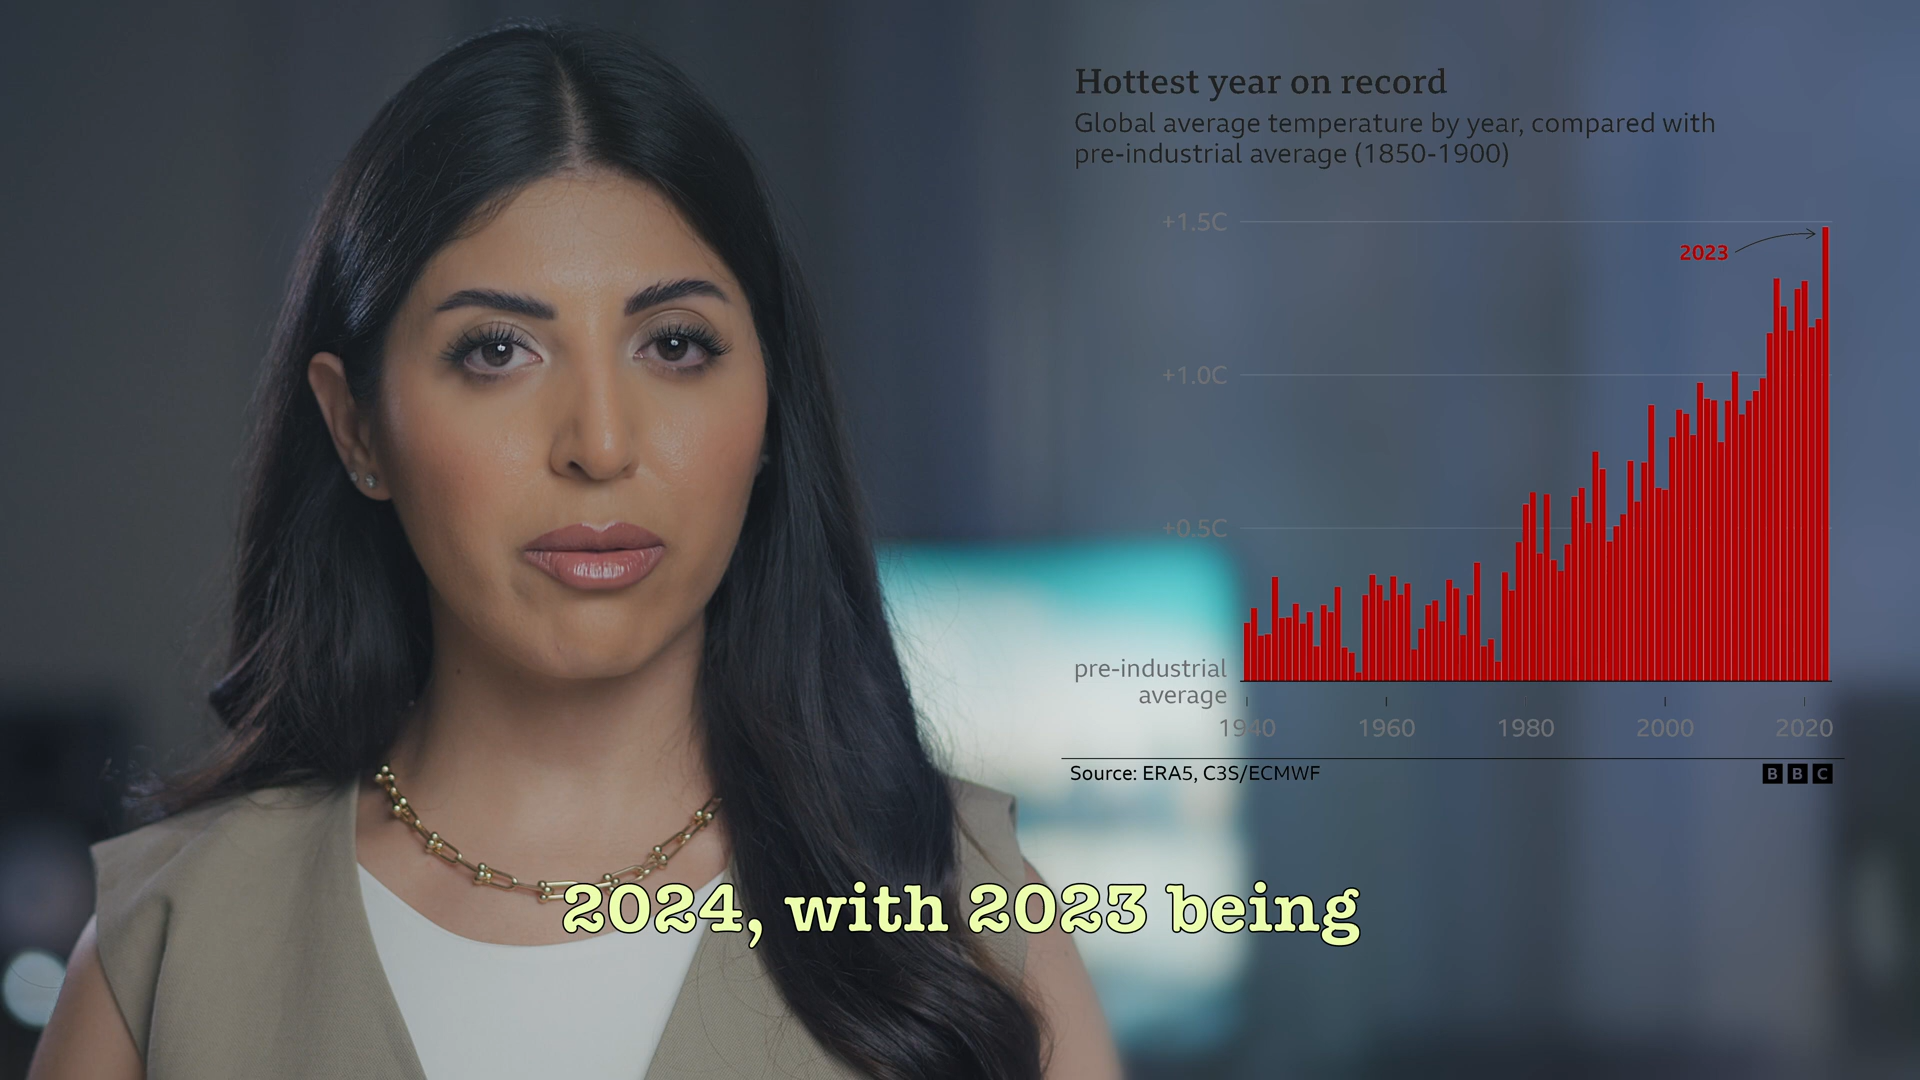 Hottest year on record
Global average temperature by year, compared with
pre-industrial average (1850-1900)
+1.5C
2023
+1.0C
+0.5C
pre-industrial
average
1940 1960 1980 2000 2020
Source: ERA5, C3S/ECMWF
BBC
2024, with 2023 being